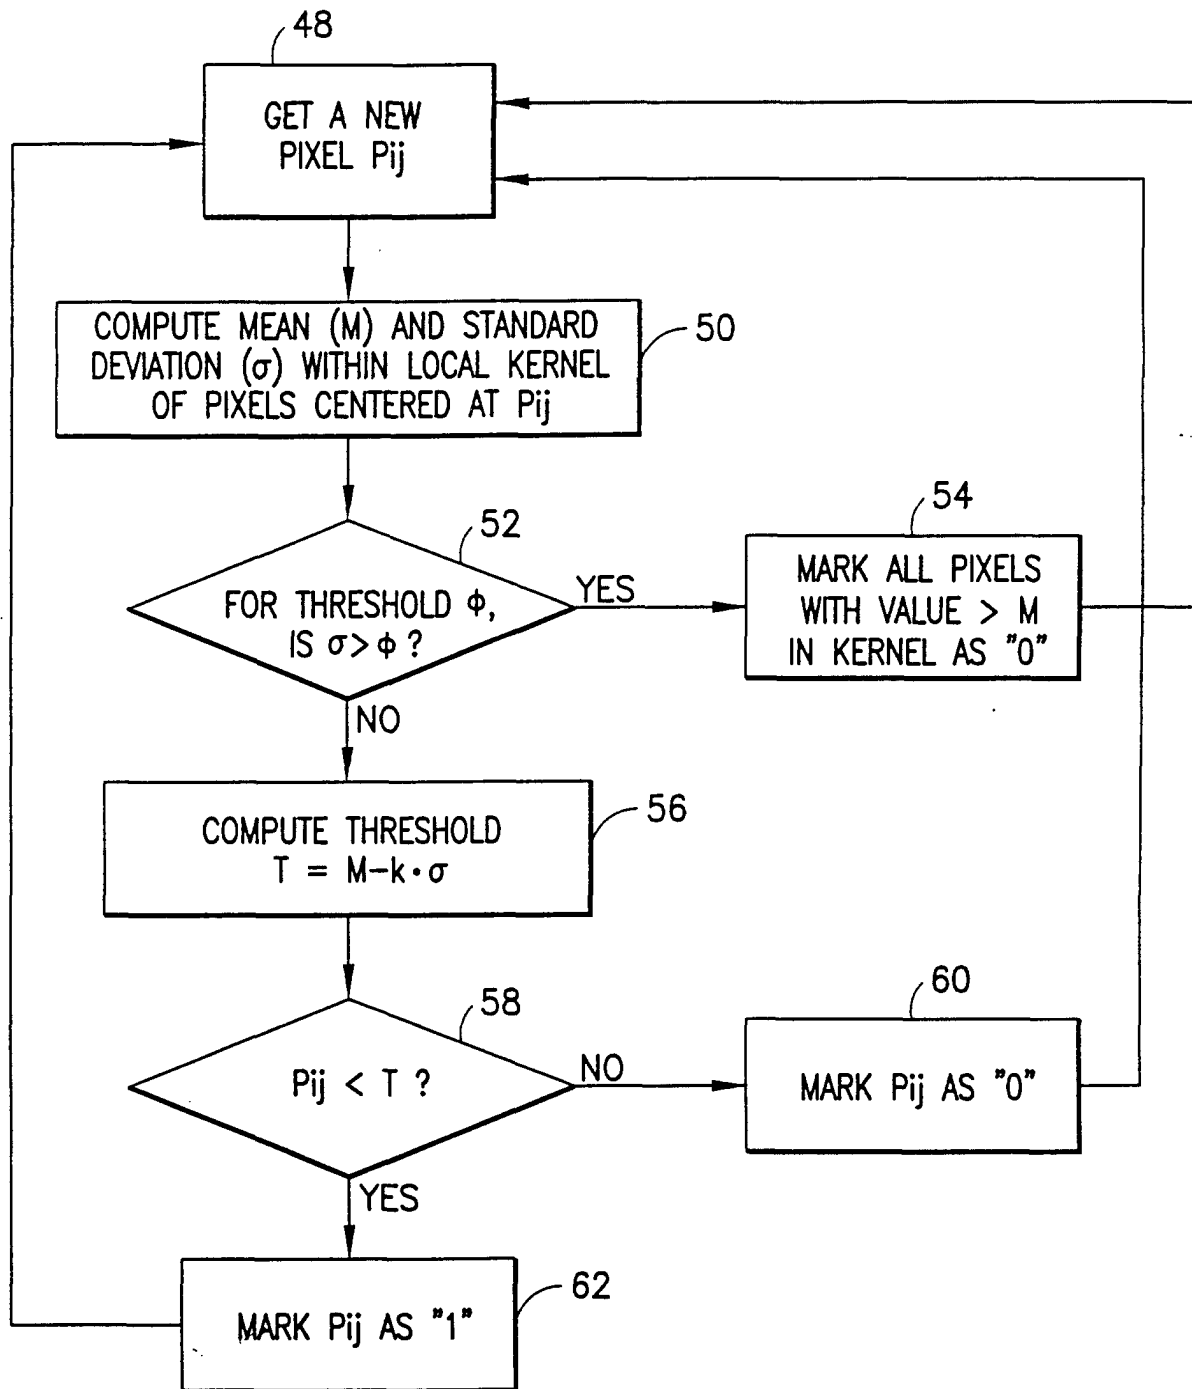 48
GET A NEW
PIXEL Pij
COMPUTE MEAN (M) AND STANDARD
DEVIATION (σ) WITHIN LOCAL KERNEL
OF PIXELS CENTERED AT Pij
50
52
FOR THRESHOLD ϕ,
IS σ> ϕ ?
YES
54
MARK ALL PIXELS
WITH VALUE > M
IN KERNEL AS "0"
NO
COMPUTE THRESHOLD
T = M-k·σ
56
58
Pij < T ?
NO
60
MARK Pij AS "0"
YES
62
MARK Pij AS "1"